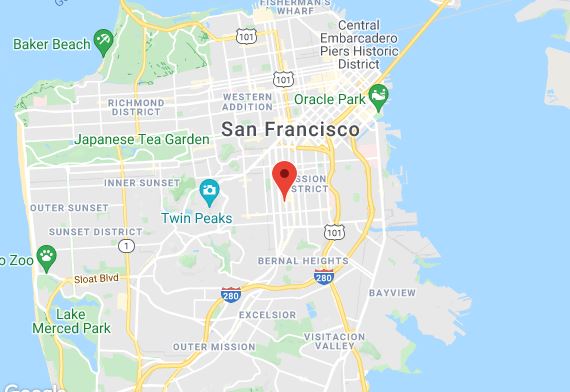 FISHERMAN'S
WHARF
101
Baker Beach
Central
Embarcadero
Piers Historic
District
101
RICHMOND
DISTRICT
WESTERN
ADDITION
Oracle Park
San Francisco
Japanese Tea Garden
INNER SUNSET
MISSION
DISTRICT
OUTER SUNSET
Twin Peaks
SUNSET DISTRICT
1
101
o Zoo
BERNAL HEIGHTS
Sloat Blvd
280
280
BAYVIEW
Lake
Merced Park
EXCELSIOR
OUTER MISSION
VISITACION
VALLEY
Google